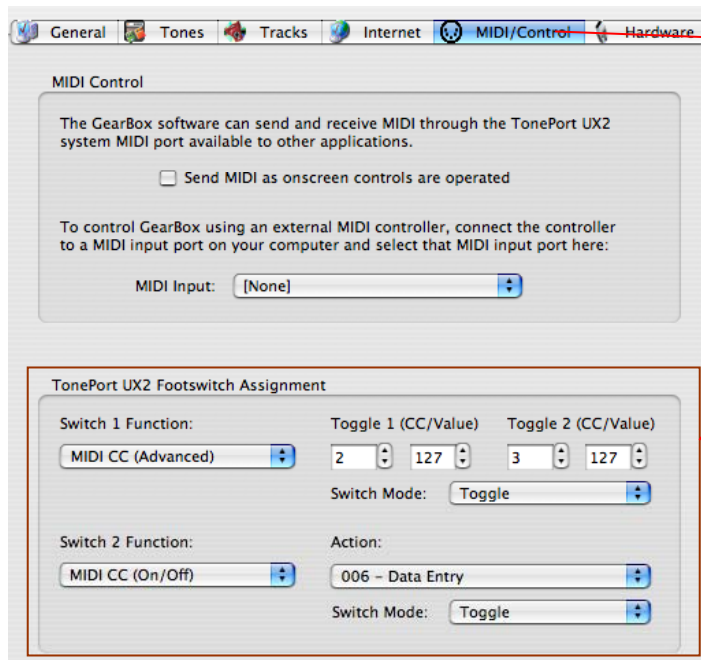 General Tones Tracks Internet MIDI/Control Hardware
MIDI Control
The GearBox software can send and receive MIDI through the TonePort UX2
system MIDI port available to other applications.
Send MIDI as onscreen controls are operated
To control GearBox using an external MIDI controller, connect the controller
to a MIDI input port on your computer and select that MIDI input port here:
MIDI Input: [None]
TonePort UX2 Footswitch Assignment
Switch 1 Function: Toggle 1 (CC/Value) Toggle 2 (CC/Value)
MIDI CC (Advanced) 2 127 3 127
Switch Mode: Toggle
Switch 2 Function: Action:
MIDI CC (On/Off) 006 – Data Entry
Switch Mode: Toggle